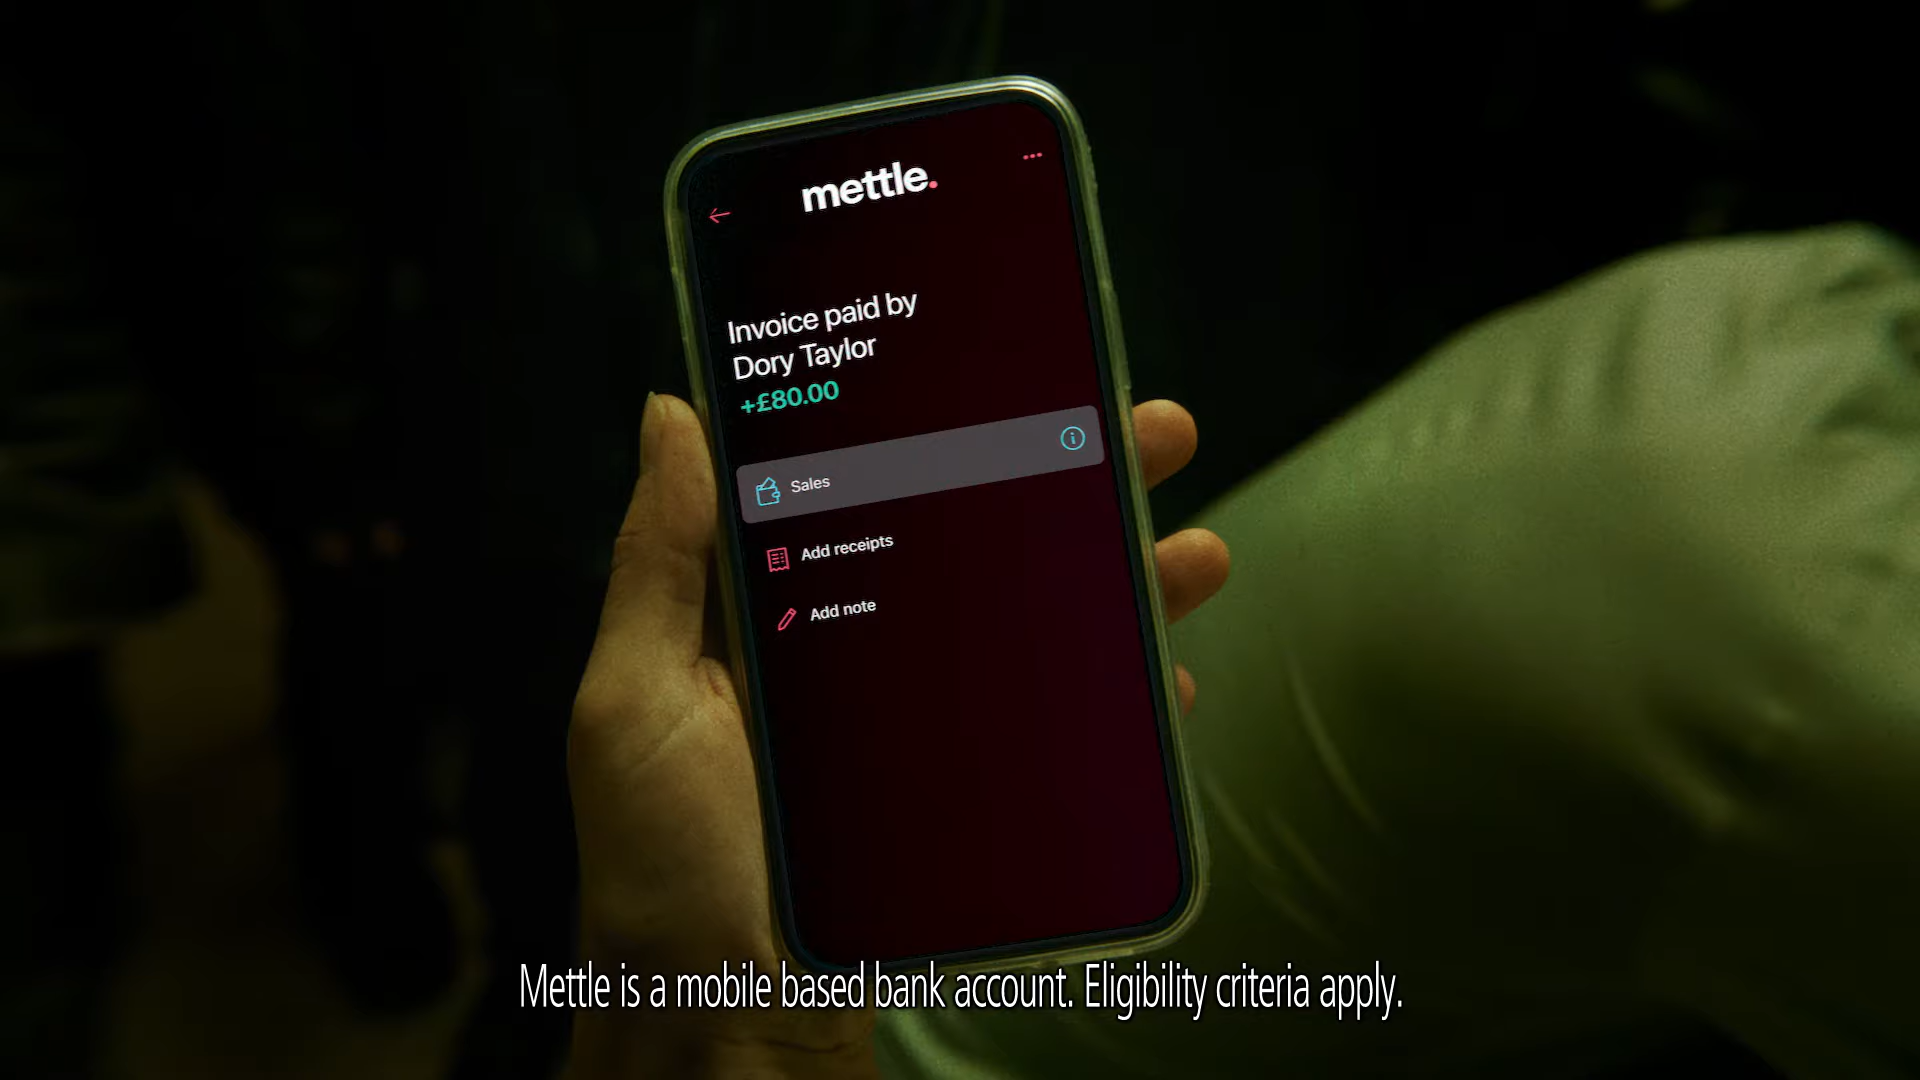 mettle.
Invoice paid by
Dory Taylor
+£80.00
Sales
Add receipts
Add note
Mettle is a mobile based bank account. Eligibility criteria apply.